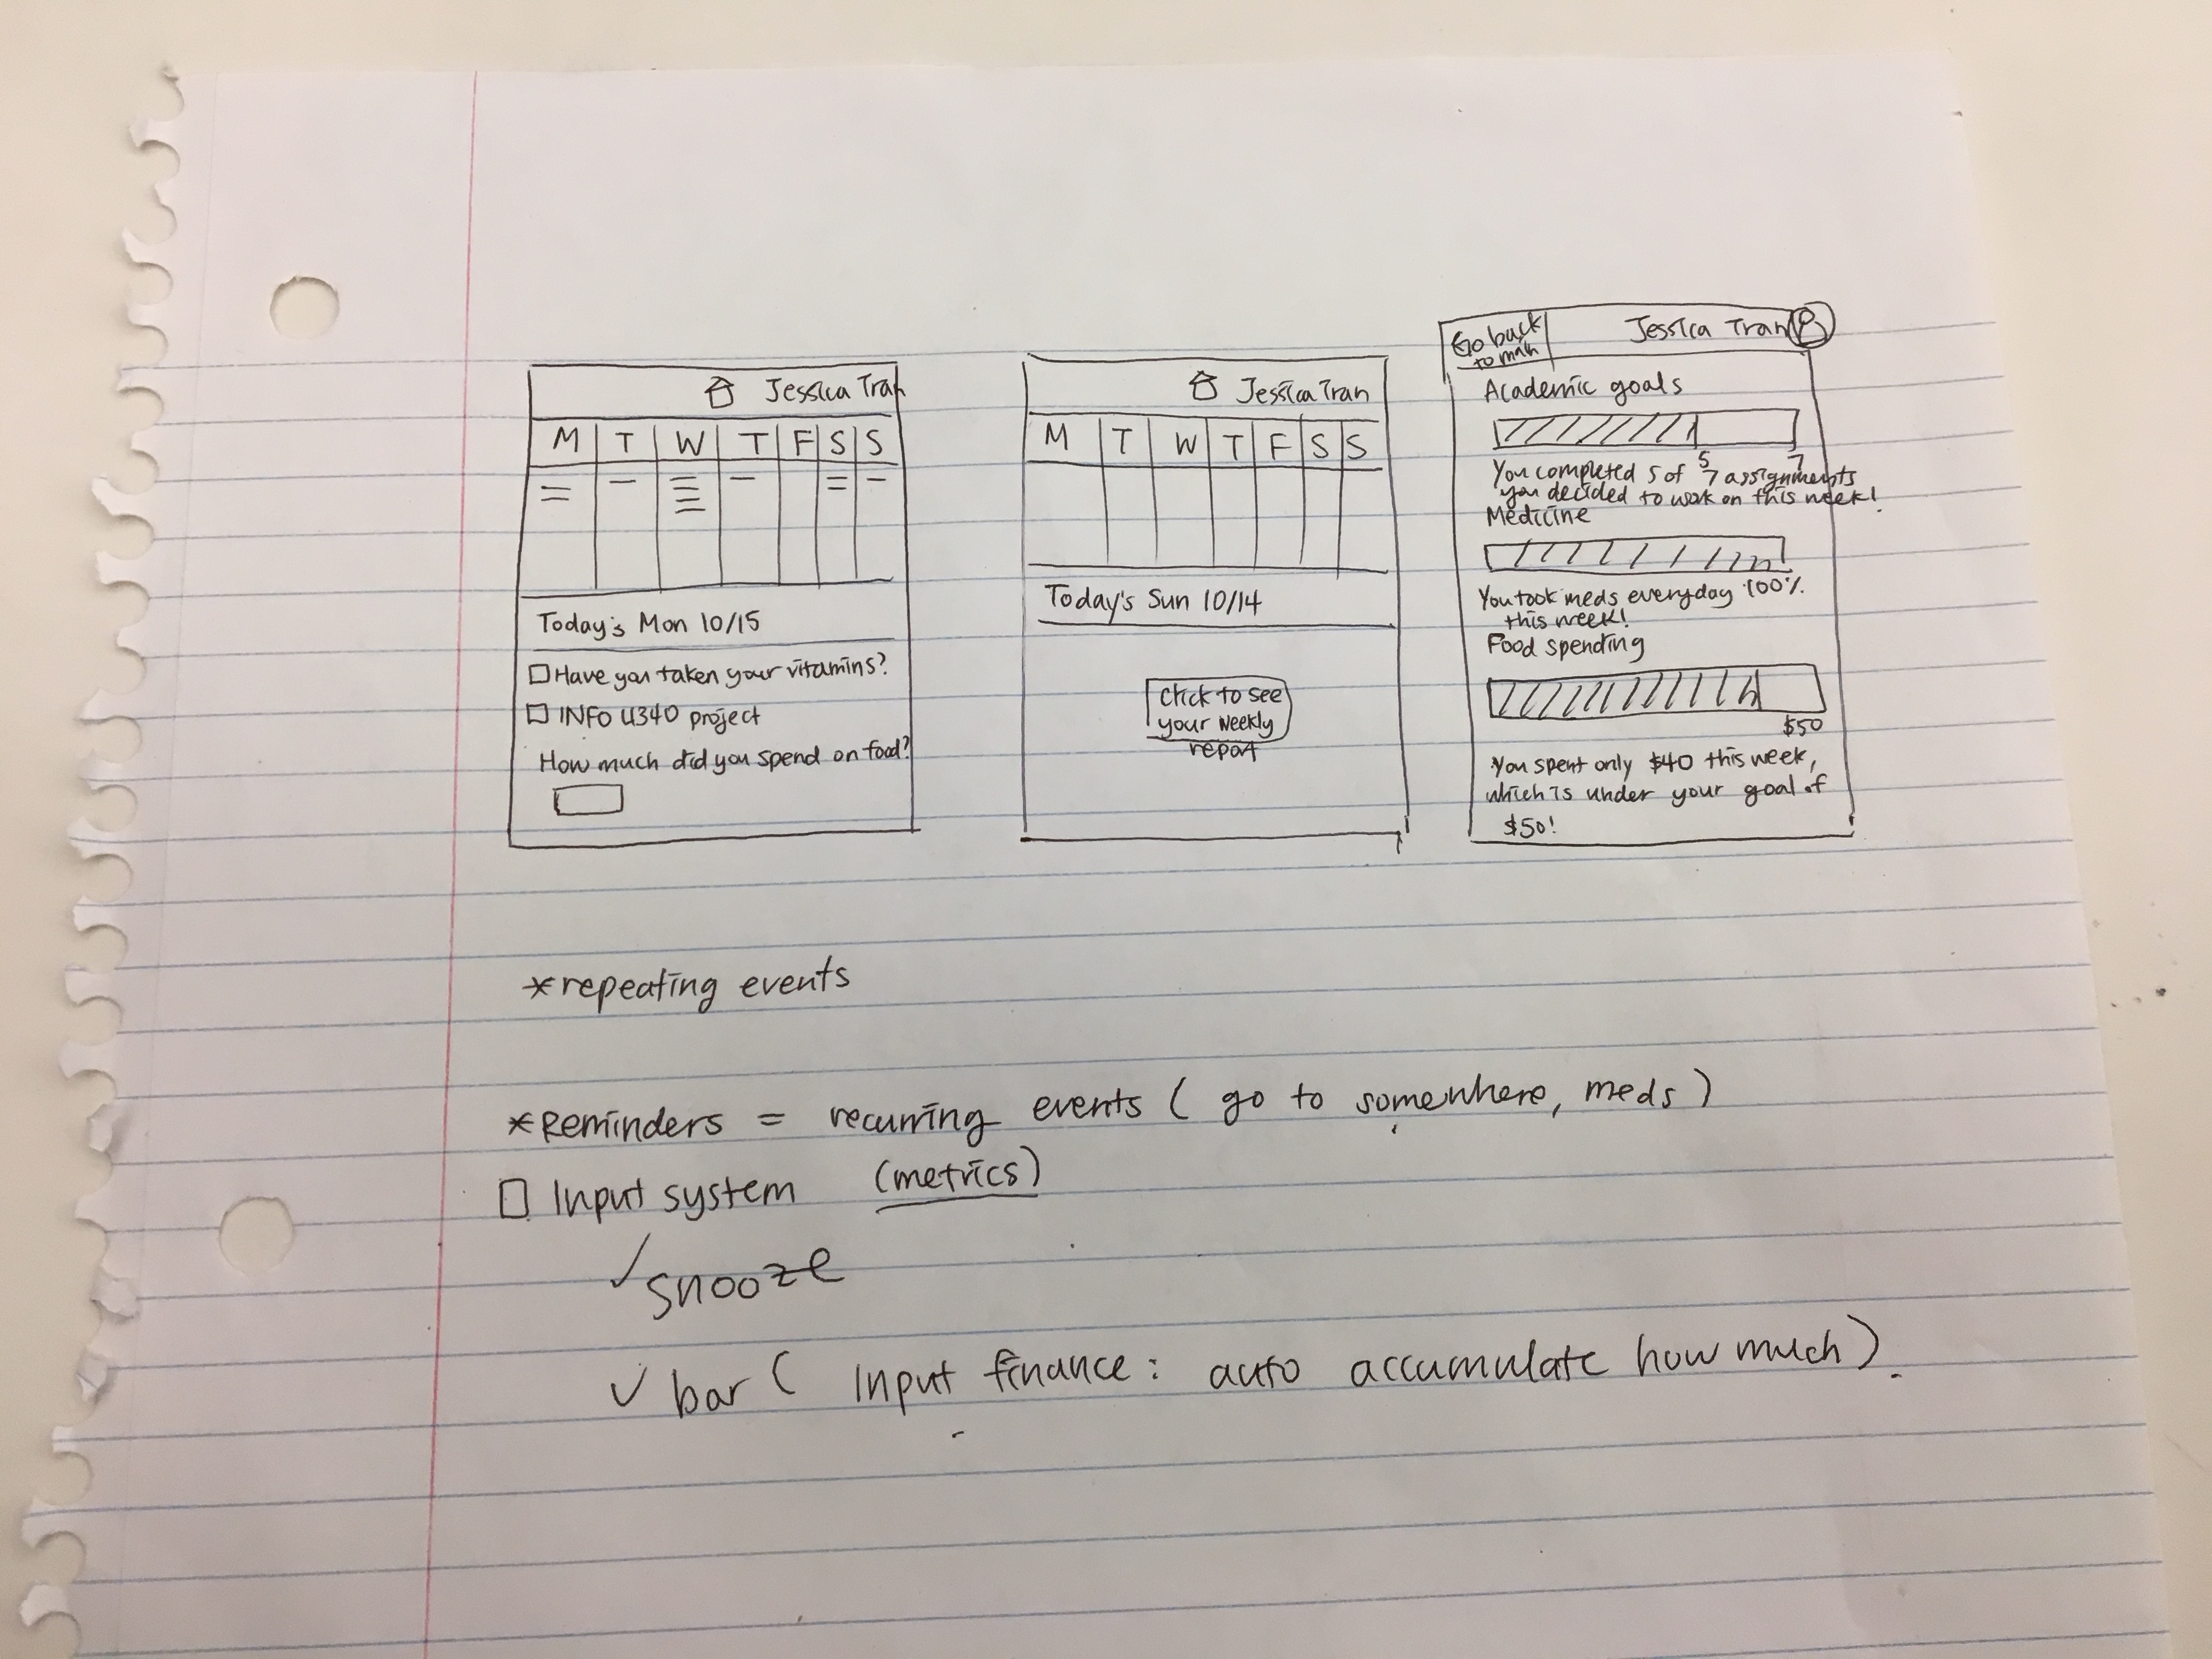 Jessica Tran
M T W T F S S
Today's Mon 10/15
Have you taken your vitamins?
INFO 4340 project
How much did you spend on food?
Jessica Tran
M T W T F S S
Today's Sun 10/14
Click to see
your weekly
report
Go back
to main
Jessica Tran
Academic goals
5 7
You completed 5 of 7 assignments
you decided to work on this week!
Medicine
100%
You took meds everyday
this week!
Food spending
$50
You spent only $40 this week,
which is under your goal of
$50!
*repeating events
*Reminders = recurring events ( go to somewhere, meds )
Input system (metrics)
✓ snooze
✓ bar ( Input finance: auto accumulate how much).